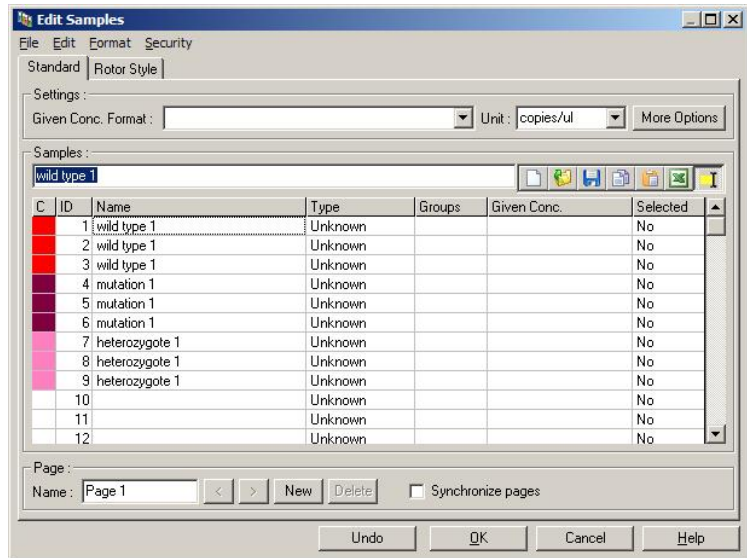 Edit Samples
File Edit Format Security
Standard Rotor Style
Settings :
Given Conc. Format : Unit : copies/ul More Options
Samples :
wild type 1
C ID Name Type Groups Given Conc. Selected
1 wild type 1 Unknown No
2 wild type 1 Unknown No
3 wild type 1 Unknown No
4 mutation 1 Unknown No
5 mutation 1 Unknown No
6 mutation 1 Unknown No
7 heterozygote 1 Unknown No
8 heterozygote 1 Unknown No
9 heterozygote 1 Unknown No
10 Unknown No
11 Unknown No
12 Unknown No
Page :
Name : Page 1 < > New Delete Synchronize pages
Undo OK Cancel Help